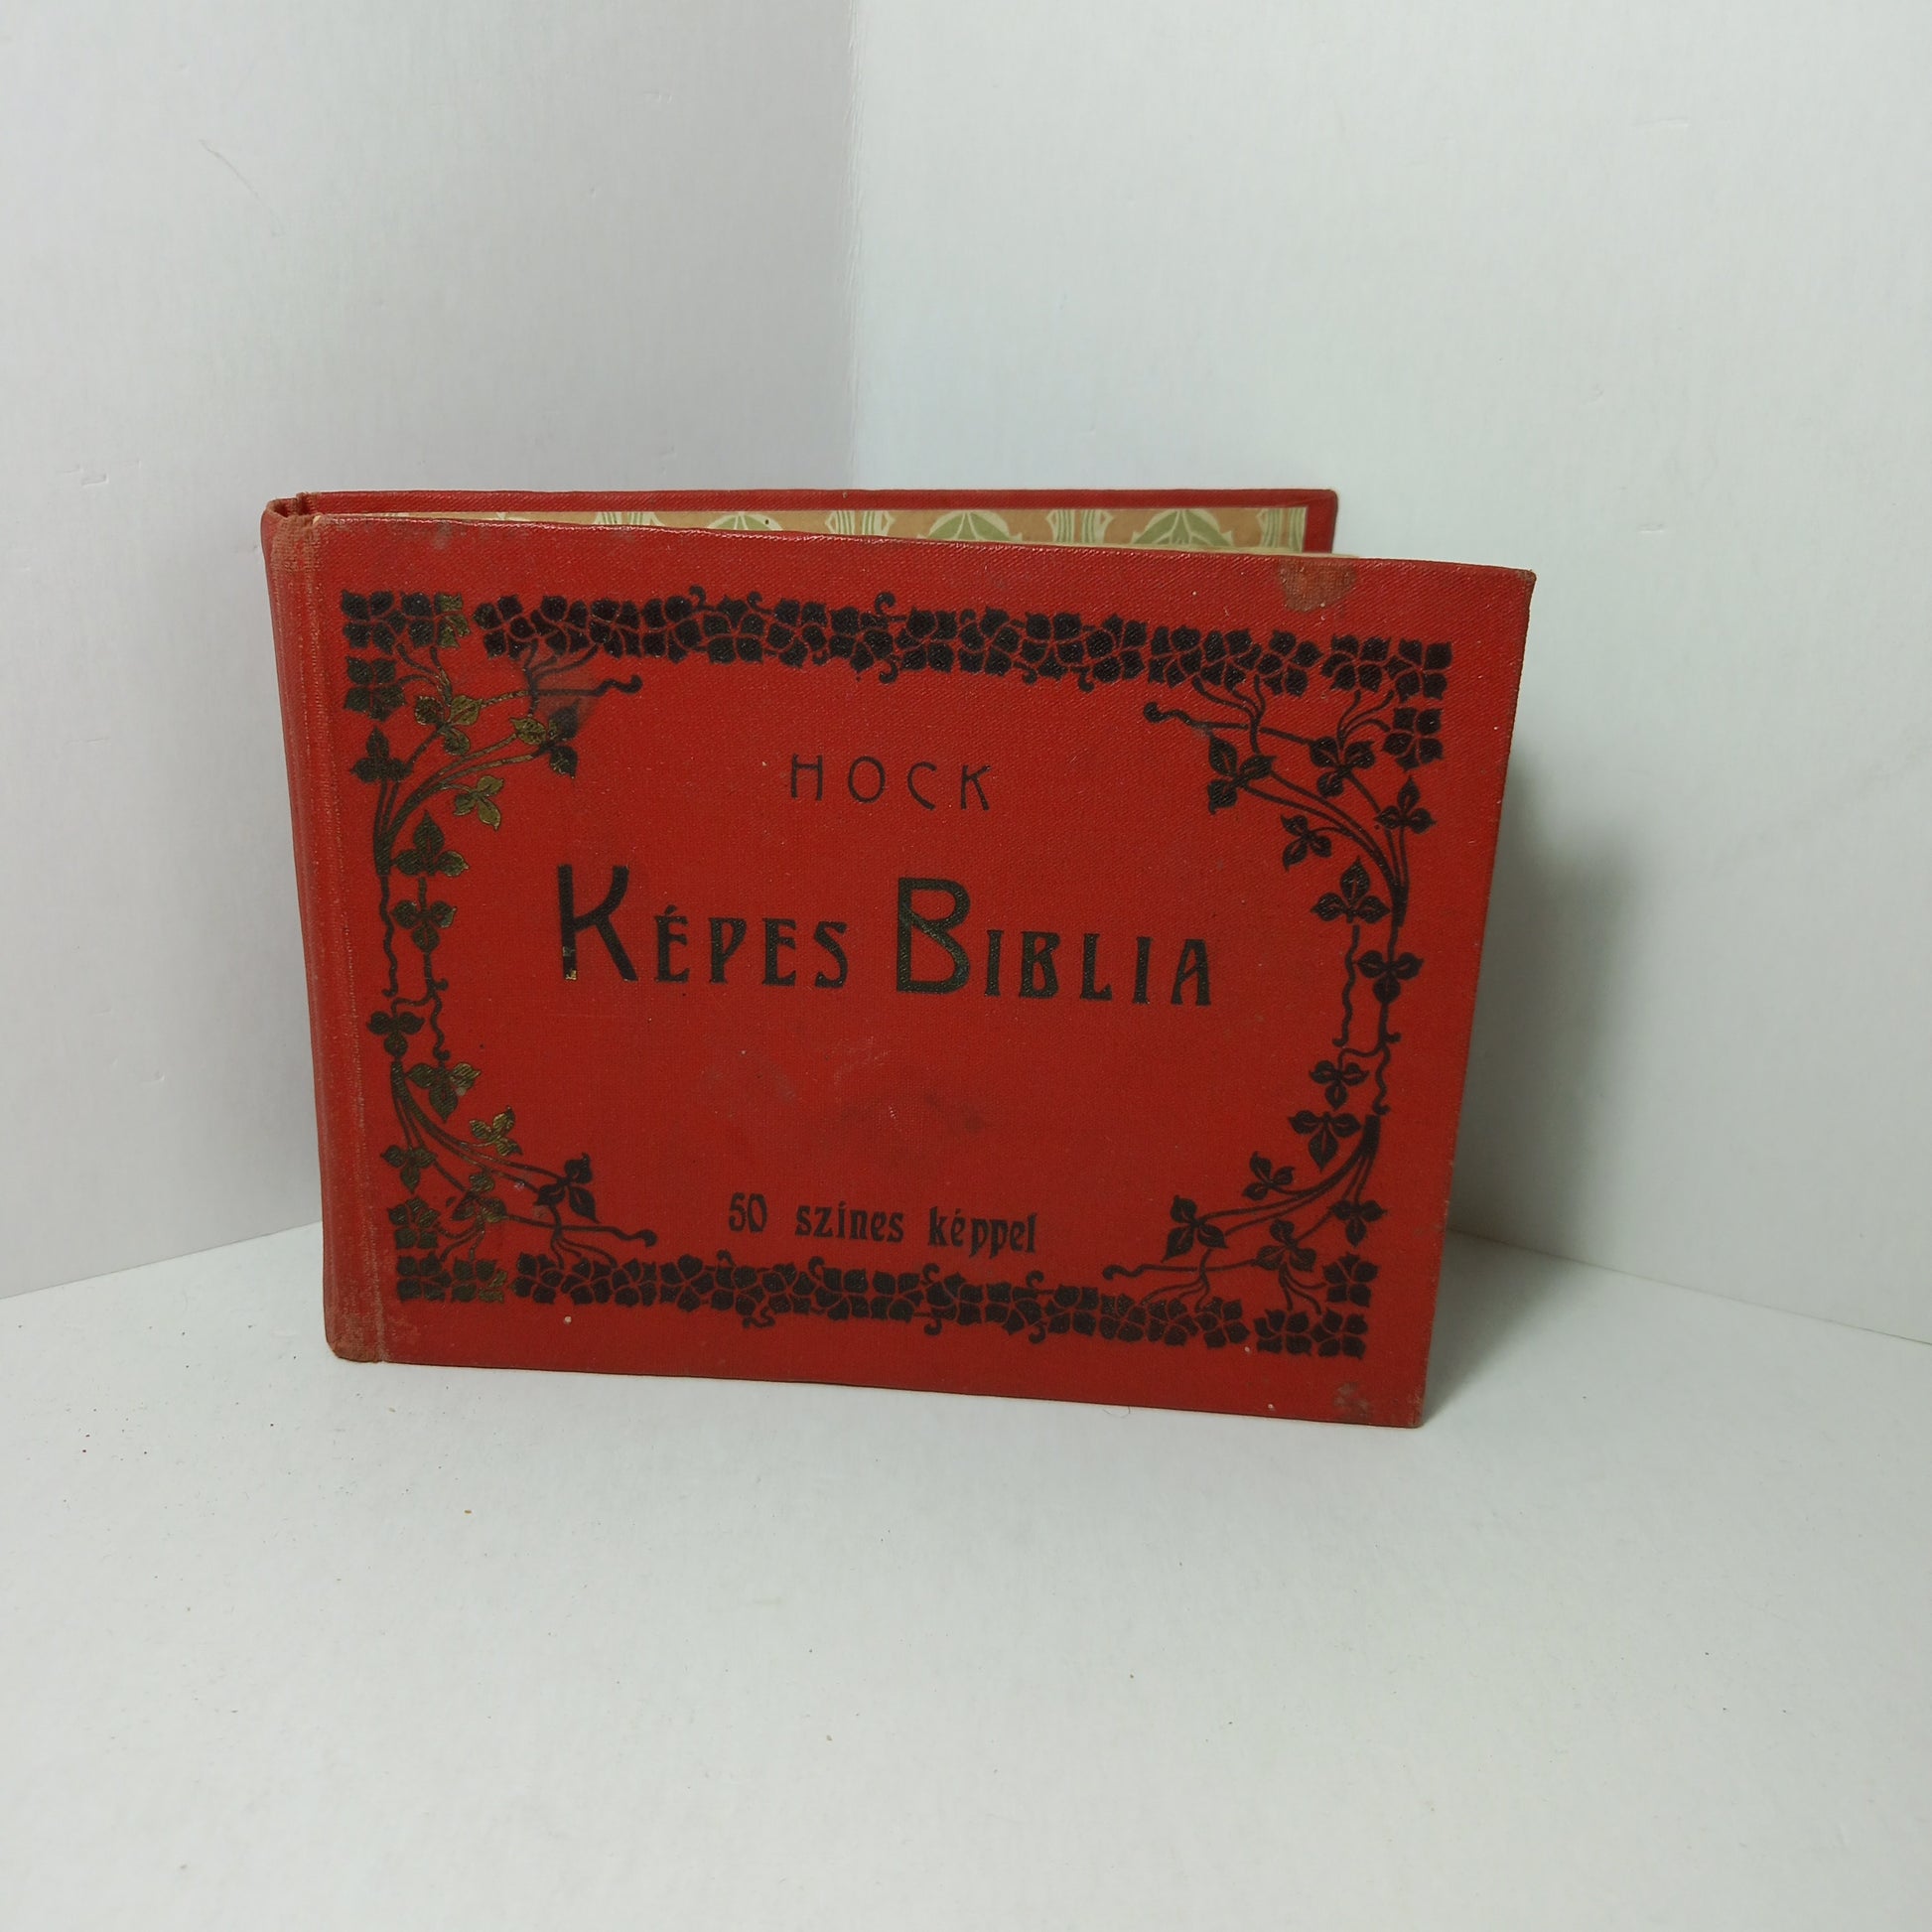 HOCK
KÉPES BIBLIA
50 színes képpel